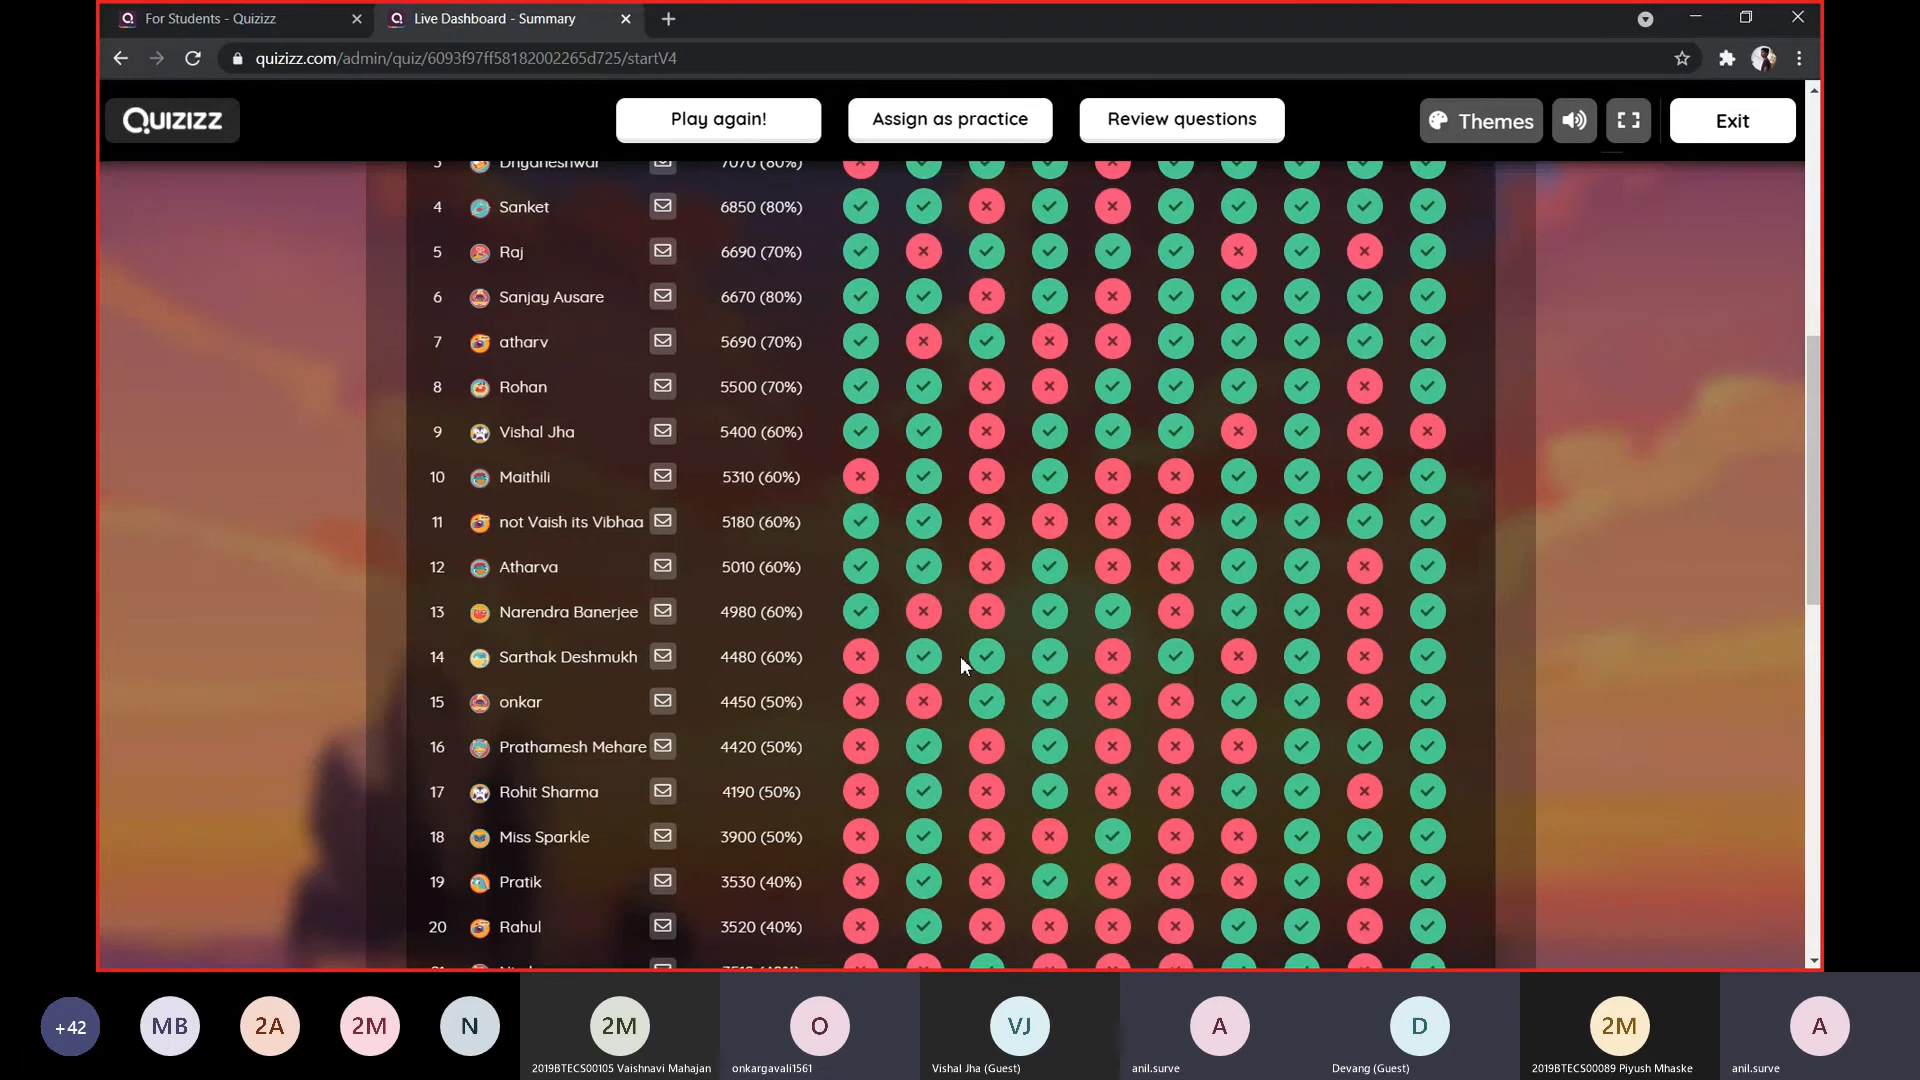 For Students - Quizizz
Live Dashboard - Summary
quizizz.com/admin/quiz/6093f97ff58182002265d725/startV4
Quizizz
Play again!
Assign as practice
Review questions
Themes
Exit
3 Dnyaneshwar 7070 (80%)
4 Sanket 6850 (80%)
5 Raj 6690 (70%)
6 Sanjay Ausare 6670 (80%)
7 atharv 5690 (70%)
8 Rohan 5500 (70%)
9 Vishal Jha 5400 (60%)
10 Maithili 5310 (60%)
11 not Vaish its Vibhaa 5180 (60%)
12 Atharva 5010 (60%)
13 Narendra Banerjee 4980 (60%)
14 Sarthak Deshmukh 4480 (60%)
15 onkar 4450 (50%)
16 Prathamesh Mehare 4420 (50%)
17 Rohit Sharma 4190 (50%)
18 Miss Sparkle 3900 (50%)
19 Pratik 3530 (40%)
20 Rahul 3520 (40%)
+42 MB 2A 2M N 2M O VJ A D 2M A
2019BTECS00105 Vaishnavi Mahajan
onkargavali1561
Vishal Jha (Guest)
anil.surve
Devang (Guest)
2019BTECS00089 Piyush Mhaske
anil.surve